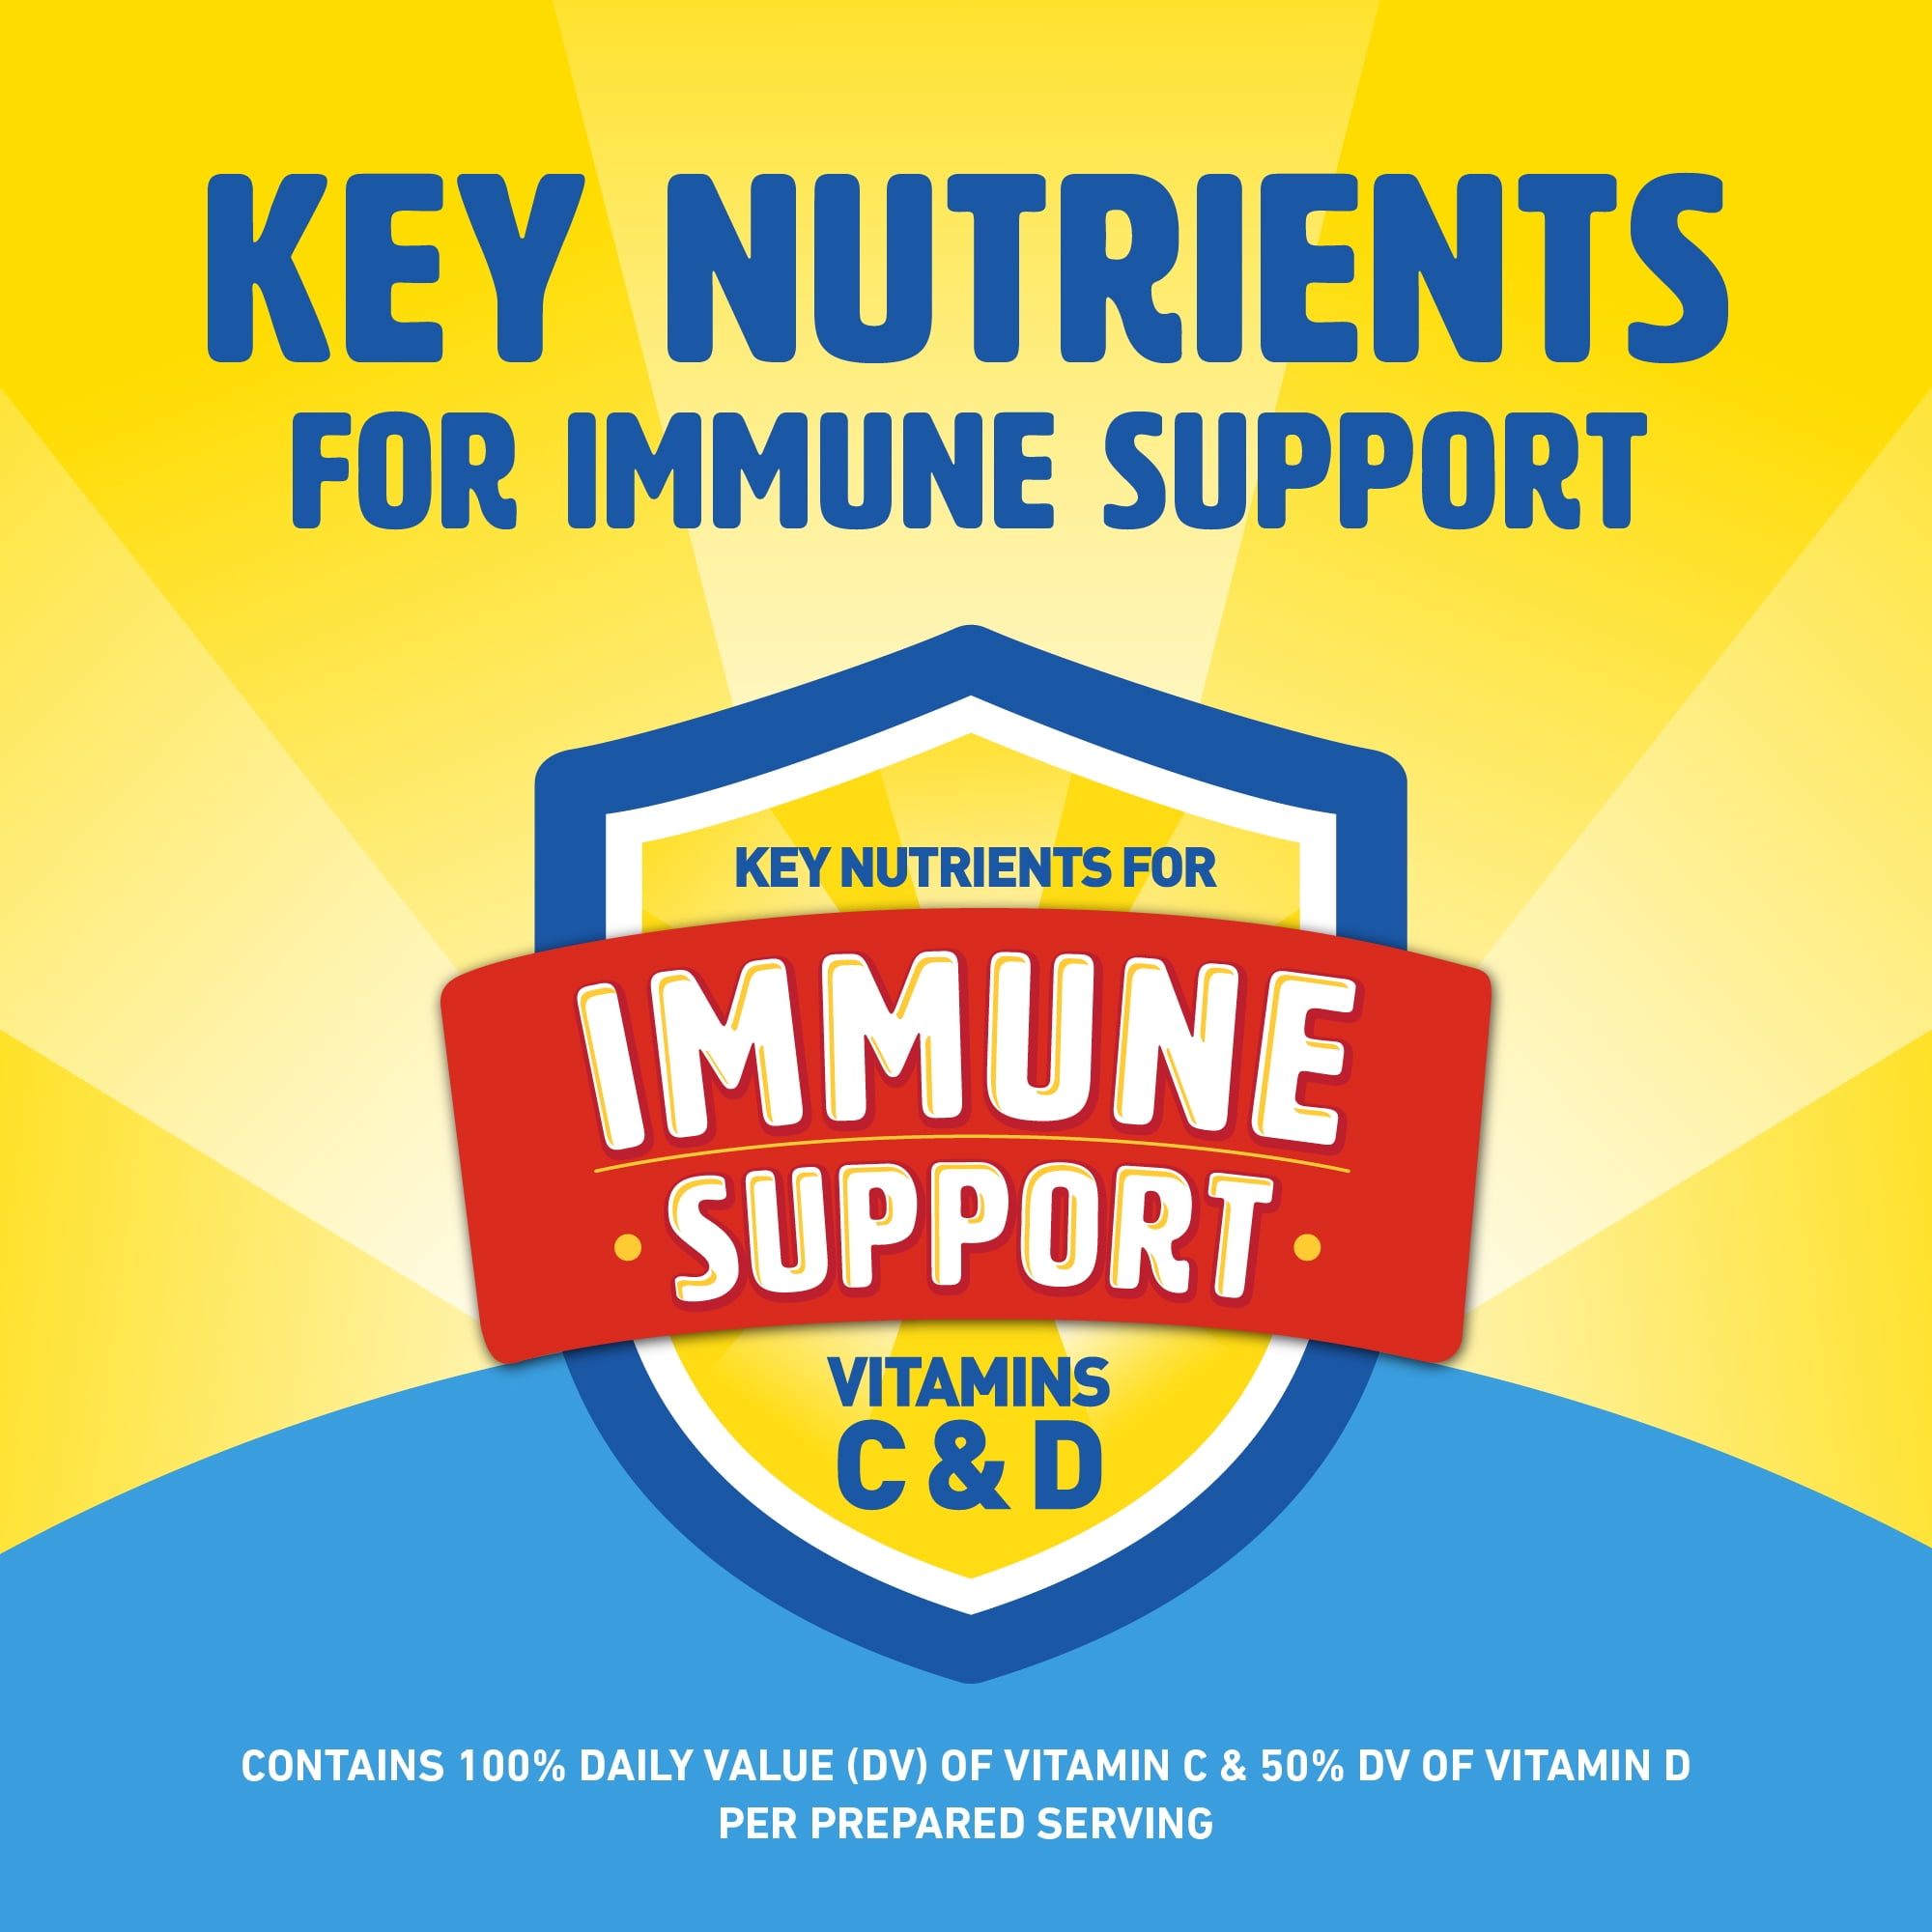 KEY NUTRIENTS
FOR IMMUNE SUPPORT
KEY NUTRIENTS FOR
IMMUNE
SUPPORT
VITAMINS
C & D
CONTAINS 100% DAILY VALUE (DV) OF VITAMIN C & 50% DV OF VITAMIN D
PER PREPARED SERVING